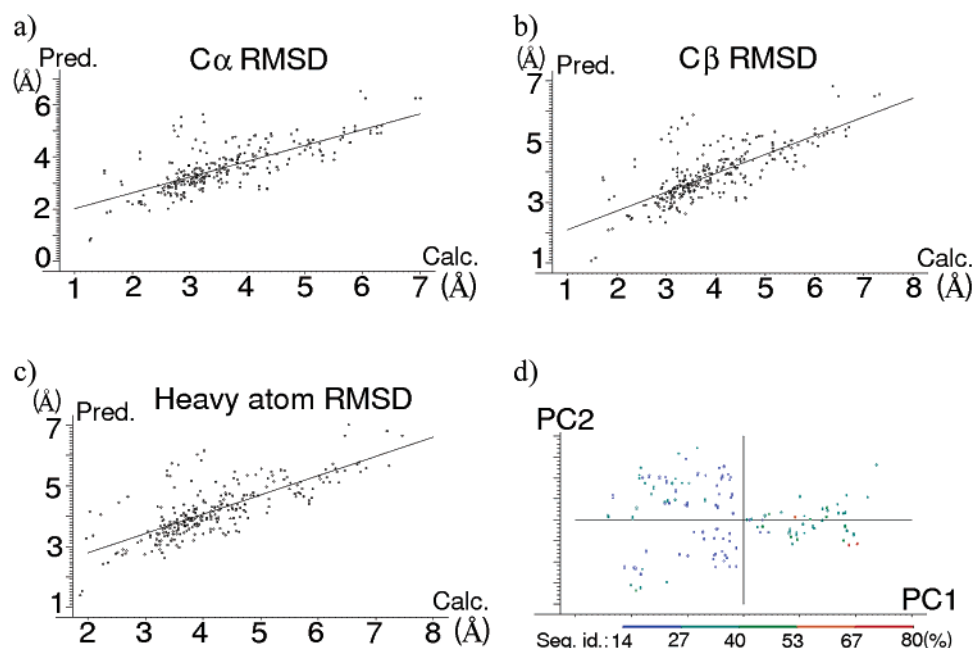 a)
Cα RMSD
Pred.
(Å)
6
4
2
0
Calc.
1 2 3 4 5 6 7 (Å)
b)
Cβ RMSD
Pred.
(Å)
7
5
3
1
Calc.
1 2 3 4 5 6 7 8 (Å)
c)
Heavy atom RMSD
Pred.
(Å)
7
5
3
1
Calc.
2 3 4 5 6 7 8 (Å)
d)
PC2
PC1
Seq. id.: 14 27 40 53 67 80(%)